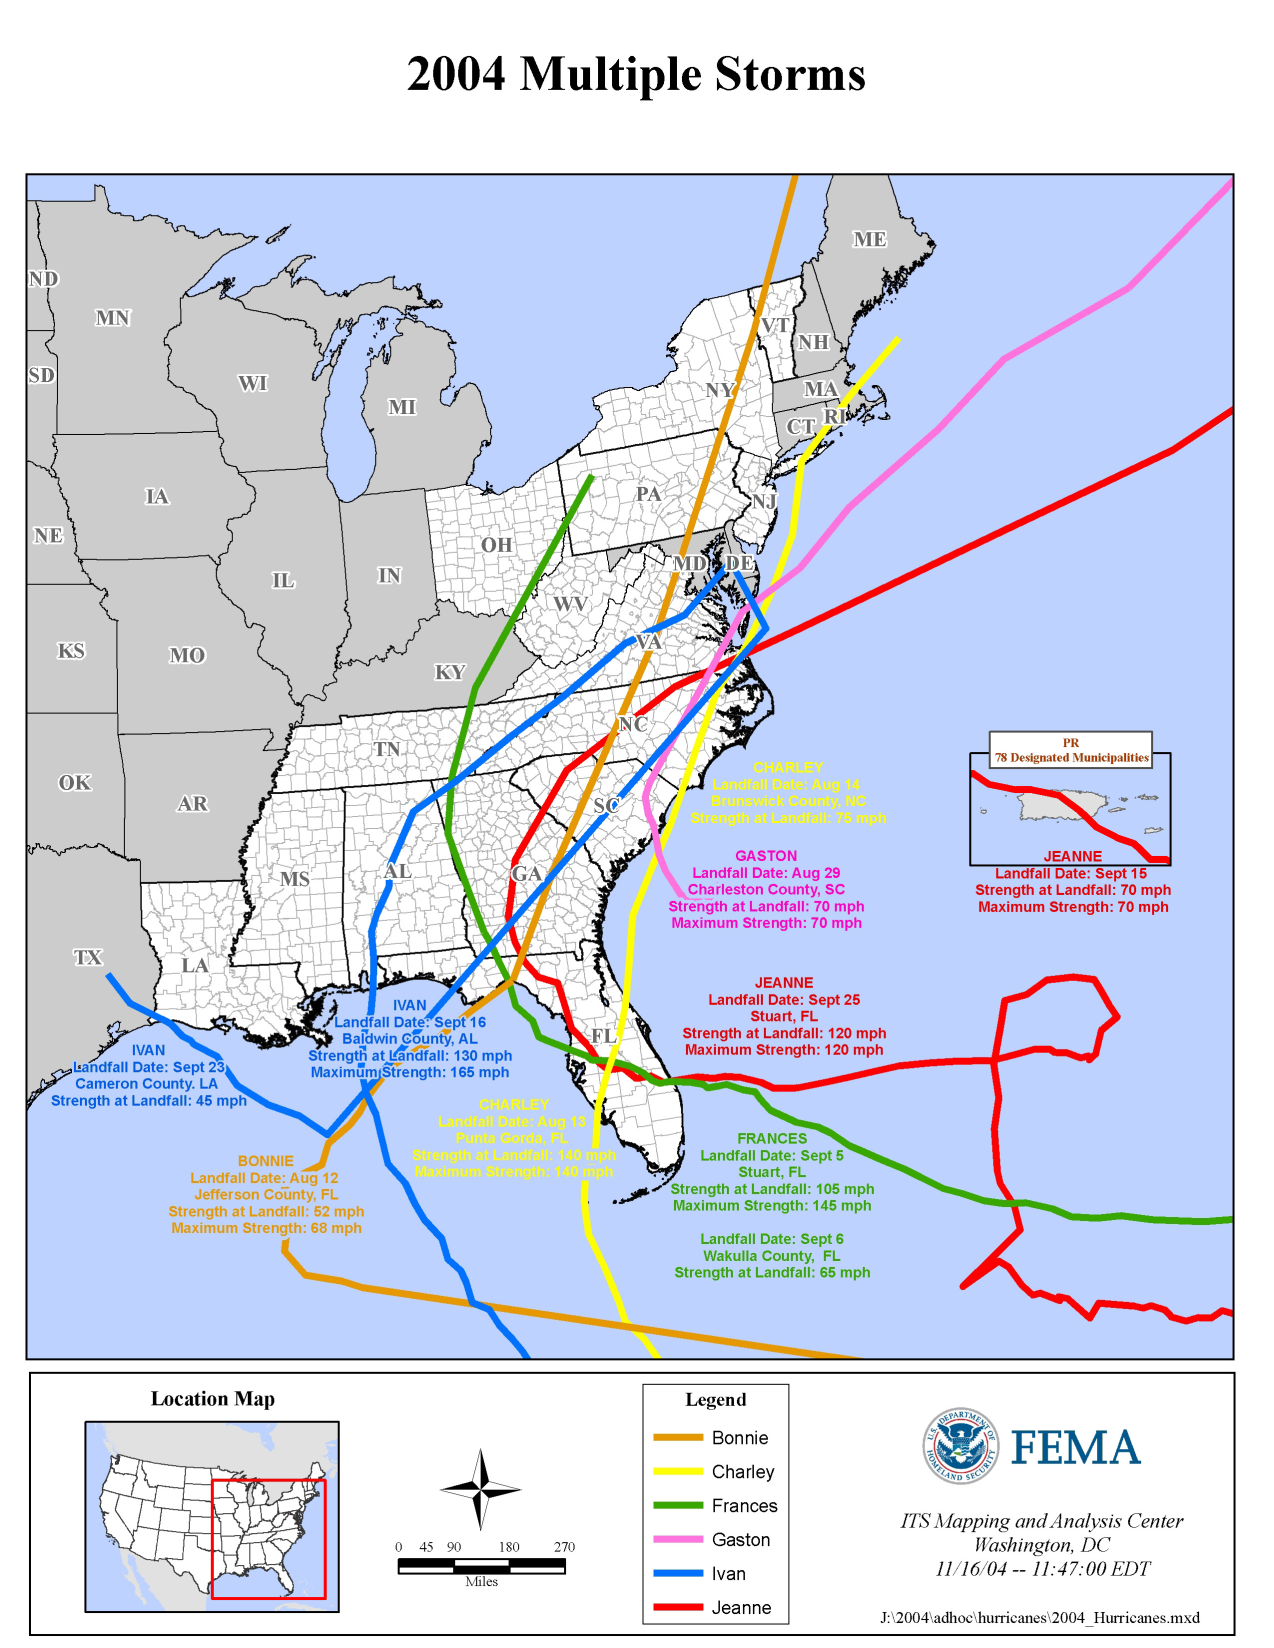 2004 Multiple Storms
ME
ND
MN
VT
NH
SD
WI
NY
MA
MI
CT
RI
IA
PA
NJ
NE
OH
MD
DE
IL
IN
WV
VA
KS
MO
KY
NC
TN
OK
AR
SC
MS
AL
GA
TX
LA
FL
PR
78 Designated Municipalities
JEANNE
Landfall Date: Sept 15
Strength at Landfall: 70 mph
Maximum Strength: 70 mph
CHARLEY
Landfall Date: Aug 14
Brunswick County, NC
Strength at Landfall: 75 mph
GASTON
Landfall Date: Aug 29
Charleston County, SC
Strength at Landfall: 70 mph
Maximum Strength: 70 mph
JEANNE
Landfall Date: Sept 25
Stuart, FL
Strength at Landfall: 120 mph
Maximum Strength: 120 mph
IVAN
Landfall Date: Sept 16
Baldwin County, AL
Strength at Landfall: 130 mph
Maximum Strength: 165 mph
IVAN
Landfall Date: Sept 23
Cameron County. LA
Strength at Landfall: 45 mph
CHARLEY
Landfall Date: Aug 13
Punta Gorda, FL
Strength at Landfall: 140 mph
Maximum Strength: 140 mph
BONNIE
Landfall Date: Aug 12
Jefferson County, FL
Strength at Landfall: 52 mph
Maximum Strength: 68 mph
FRANCES
Landfall Date: Sept 5
Stuart, FL
Strength at Landfall: 105 mph
Maximum Strength: 145 mph
Landfall Date: Sept 6
Wakulla County, FL
Strength at Landfall: 65 mph
Location Map
0 45 90 180 270
Miles
Legend
Bonnie
Charley
Frances
Gaston
Ivan
Jeanne
U.S. DEPARTMENT OF HOMELAND SECURITY
FEMA
ITS Mapping and Analysis Center
Washington, DC
11/16/04 -- 11:47:00 EDT
J:\2004\adhoc\hurricanes\2004_Hurricanes.mxd